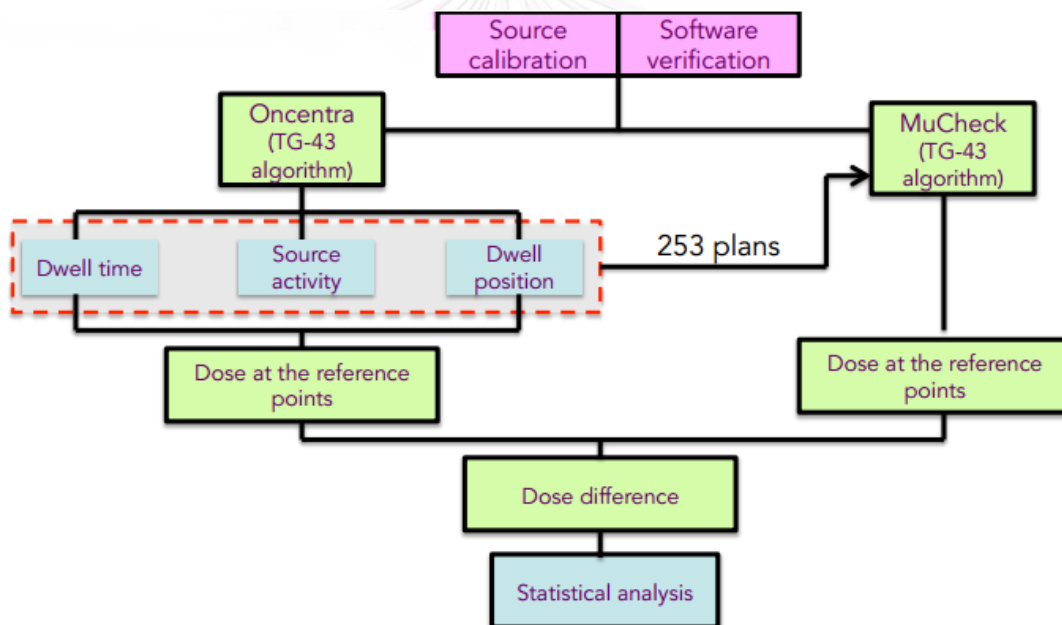 Source
calibration
Software
verification
Oncentra
(TG-43
algorithm)
MuCheck
(TG-43
algorithm)
Dwell time
Source
activity
Dwell
position
253 plans
Dose at the reference
points
Dose at the reference
points
Dose difference
Statistical analysis